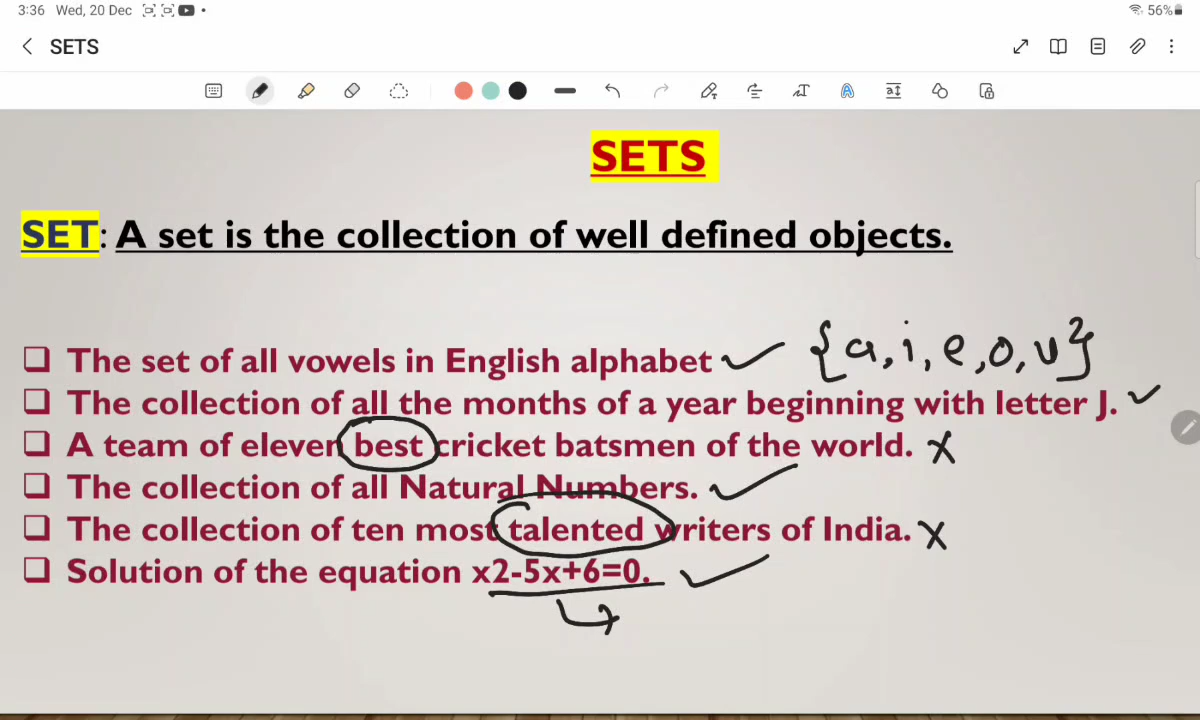 3:36 Wed, 20 Dec 56%
SETS
SETS
SET: A set is the collection of well defined objects.
❑ The set of all vowels in English alphabet ✓ {a,i,e,o,u}
❑ The collection of all the months of a year beginning with letter J. ✓
❑ A team of eleven best cricket batsmen of the world. X
❑ The collection of all Natural Numbers. ✓
❑ The collection of ten most talented writers of India. X
❑ Solution of the equation x2-5x+6=0. ✓